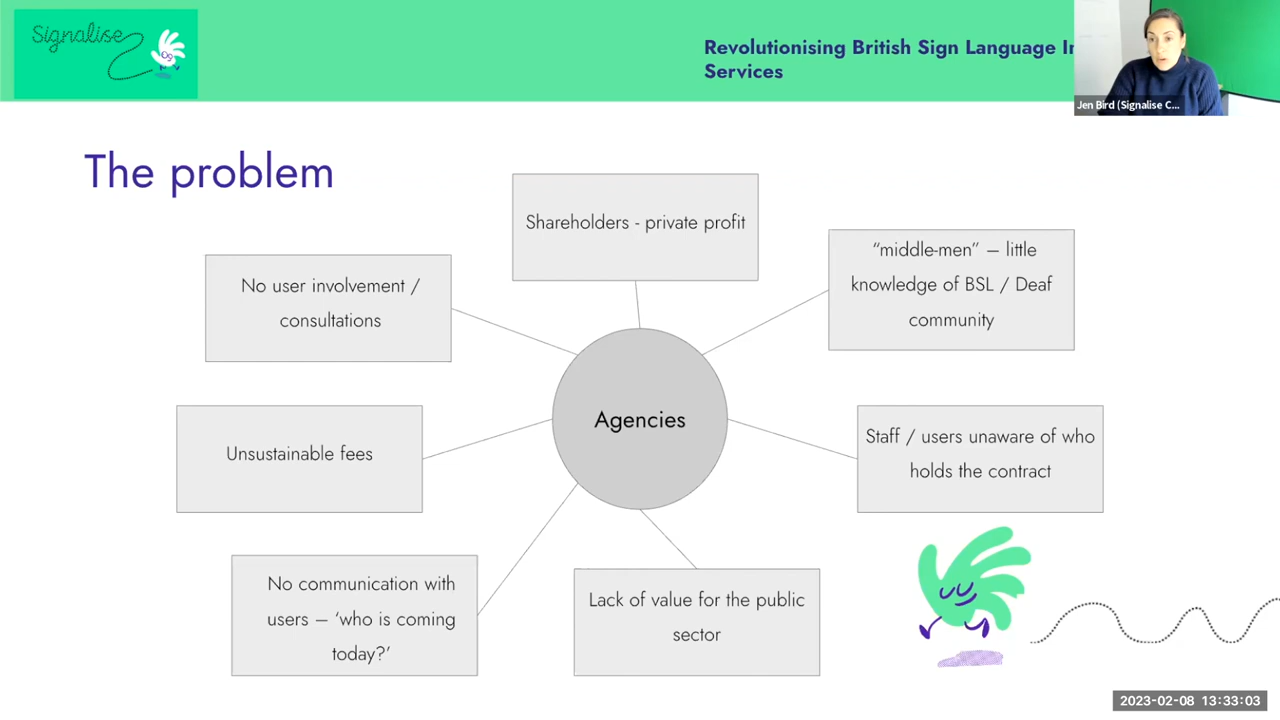 Signalise
Revolutionising British Sign Language
Services
Jen Bird (Signalise C...
The problem
Shareholders - private profit
“middle-men” – little
knowledge of BSL / Deaf
community
No user involvement /
consultations
Agencies
Unsustainable fees
Staff / users unaware of who
holds the contract
No communication with
users – ‘who is coming
today?’
Lack of value for the public
sector
2023-02-08 13:33:03